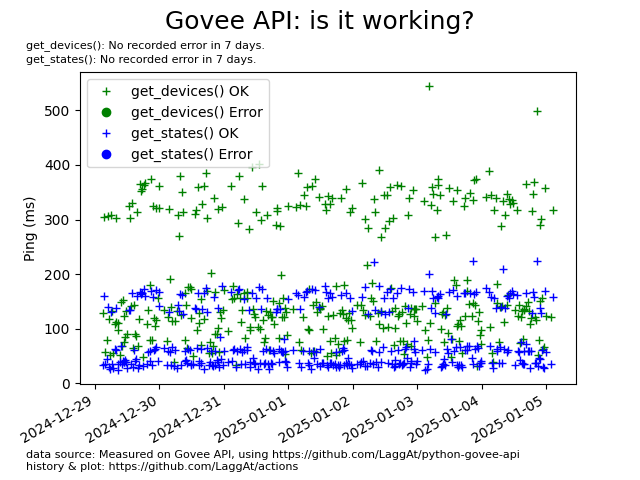 Govee API: is it working?
get_devices(): No recorded error in 7 days.
get_states(): No recorded error in 7 days.
get_devices() OK
get_devices() Error
get_states() OK
get_states() Error
Ping (ms)
500
400
300
200
100
0
2024-12-29
2024-12-30
2024-12-31
2025-01-01
2025-01-02
2025-01-03
2025-01-04
2025-01-05
data source: Measured on Govee API, using https://github.com/LaggAt/python-govee-api
history & plot: https://github.com/LaggAt/actions